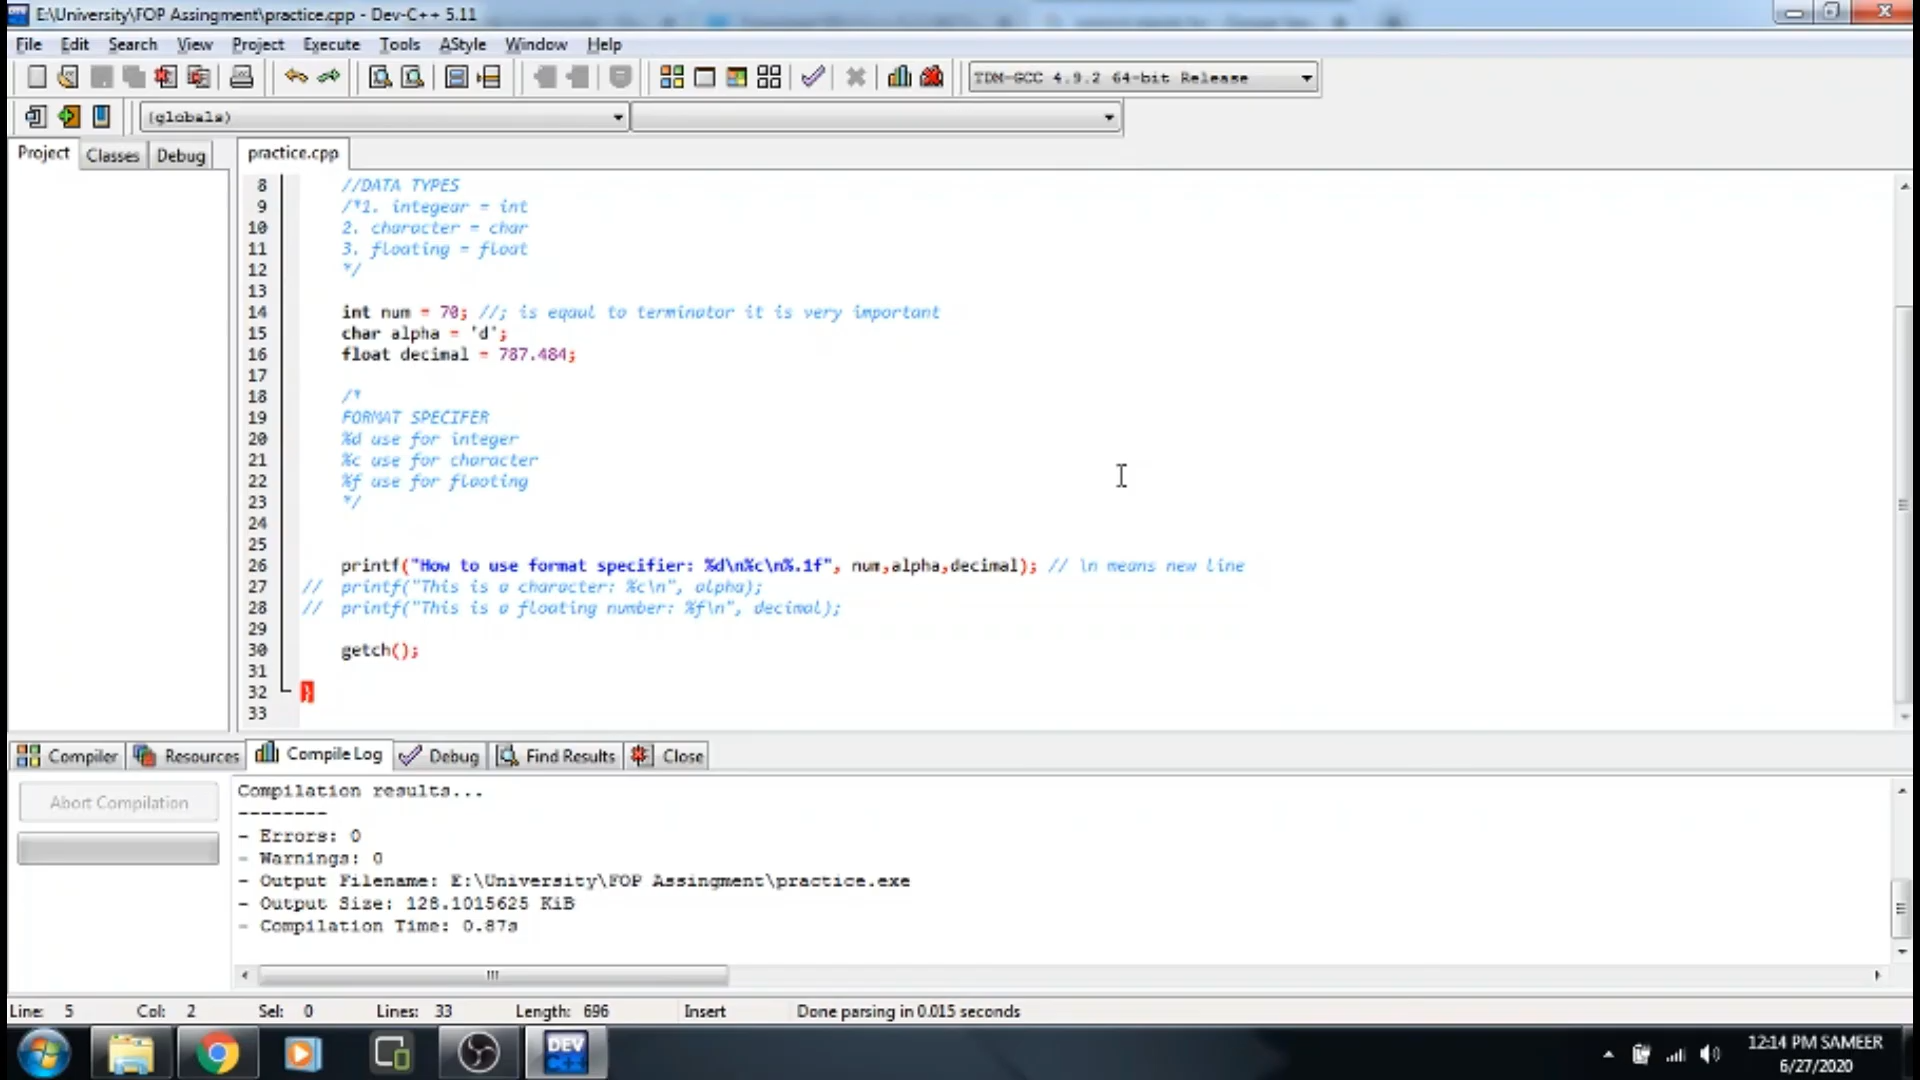 E:\University\FOP Assingment\practice.cpp - Dev-C++ 5.11
File Edit Search View Project Execute Tools AStyle Window Help
TDM-GCC 4.9.2 64-bit Release
(globals)
Project Classes Debug practice.cpp
8 //DATA TYPES
9 /*1. integear = int
10 2. character = char
11 3. floating = float
12 */
13
14 int num = 70; //; is eqaul to terminator it is very important
15 char alpha = 'd';
16 float decimal = 787.484;
17
18 /*
19 FORMAT SPECIFER
20 %d use for integer
21 %c use for character
22 %f use for floating
23 */
24
25
26 printf("How to use format specifier: %d\n%c\n%.1f", num,alpha,decimal); // \n means new line
27 // printf("This is a character: %c\n", alpha);
28 // printf("This is a floating number: %f\n", decimal);
29
30 getch();
31
32 }
33
Compiler Resources Compile Log Debug Find Results Close
Abort Compilation
Compilation results...
--------
- Errors: 0
- Warnings: 0
- Output Filename: E:\University\FOP Assingment\practice.exe
- Output Size: 128.1015625 KiB
- Compilation Time: 0.87s
Line: 5 Col: 2 Sel: 0 Lines: 33 Length: 696 Insert Done parsing in 0.015 seconds
DEV C++
12:14 PM SAMEER
6/27/2020